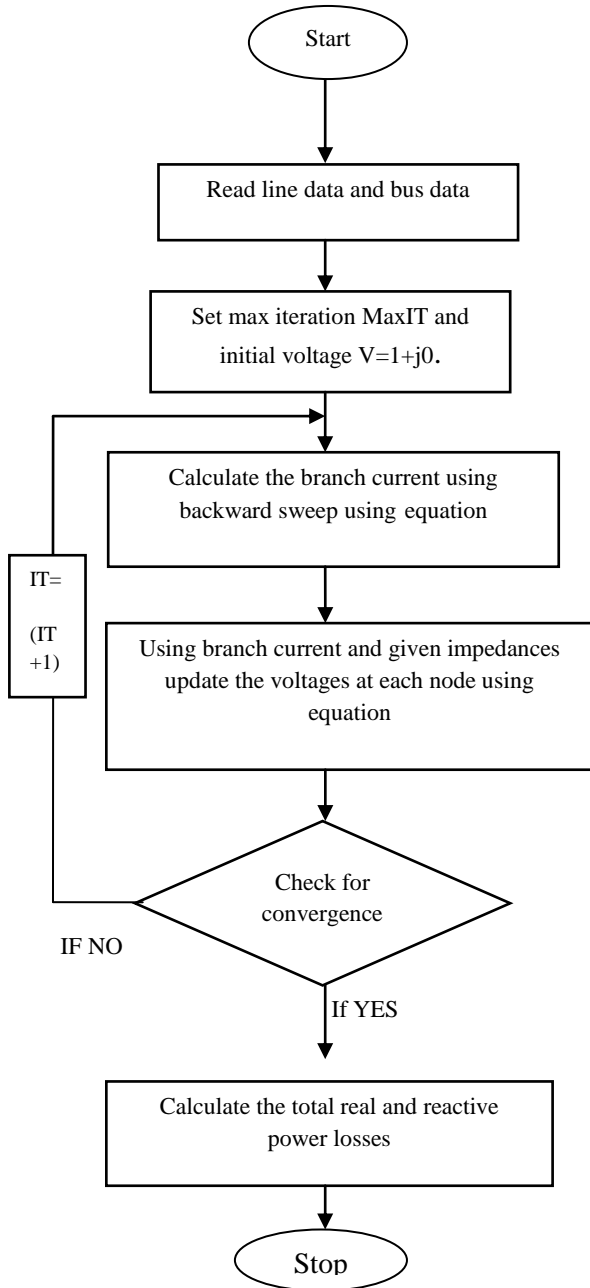 Start
Read line data and bus data
Set max iteration MaxIT and
initial voltage V=1+j0.
Calculate the branch current using
backward sweep using equation
IT=
(IT
+1)
Using branch current and given impedances
update the voltages at each node using
equation
Check for
convergence
IF NO
If YES
Calculate the total real and reactive
power losses
Stop